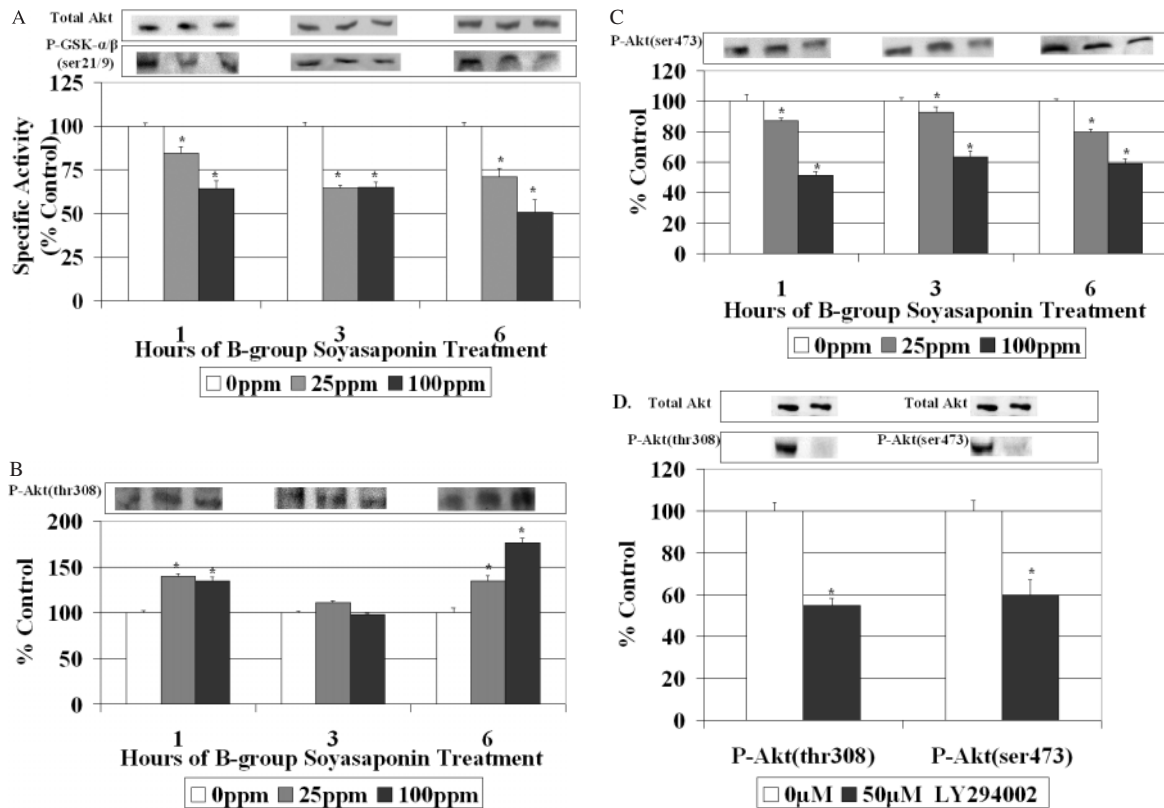 A
Total Akt
P-GSK-α/β
(ser21/9)
125
100
75
50
25
0
Specific Activity
(% Control)
* * * * * *
1 3 6
Hours of B-group Soyasaponin Treatment
0ppm 25ppm 100ppm
B
P-Akt(thr308)
200
150
100
50
0
% Control
* * * *
1 3 6
Hours of B-group Soyasaponin Treatment
0ppm 25ppm 100ppm
C
P-Akt(ser473)
120
100
80
60
40
20
0
% Control
* * * * * *
1 3 6
Hours of B-group Soyasaponin Treatment
0ppm 25ppm 100ppm
D.
Total Akt Total Akt
P-Akt(thr308) P-Akt(ser473)
120
100
80
60
40
20
0
% Control
* *
P-Akt(thr308) P-Akt(ser473)
0μM 50μM LY294002